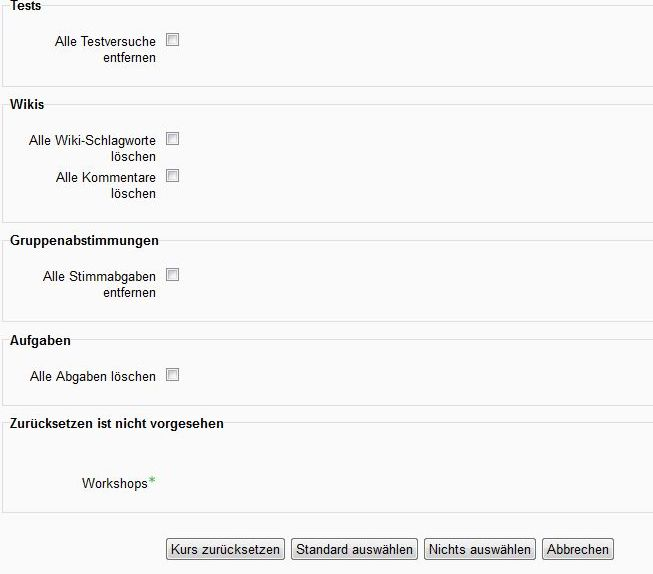 Tests
Alle Testversuche
entfernen
Wikis
Alle Wiki-Schlagworte
löschen
Alle Kommentare
löschen
Gruppenabstimmungen
Alle Stimmabgaben
entfernen
Aufgaben
Alle Abgaben löschen
Zurücksetzen ist nicht vorgesehen
Workshops*
Kurs zurücksetzen Standard auswählen Nichts auswählen Abbrechen